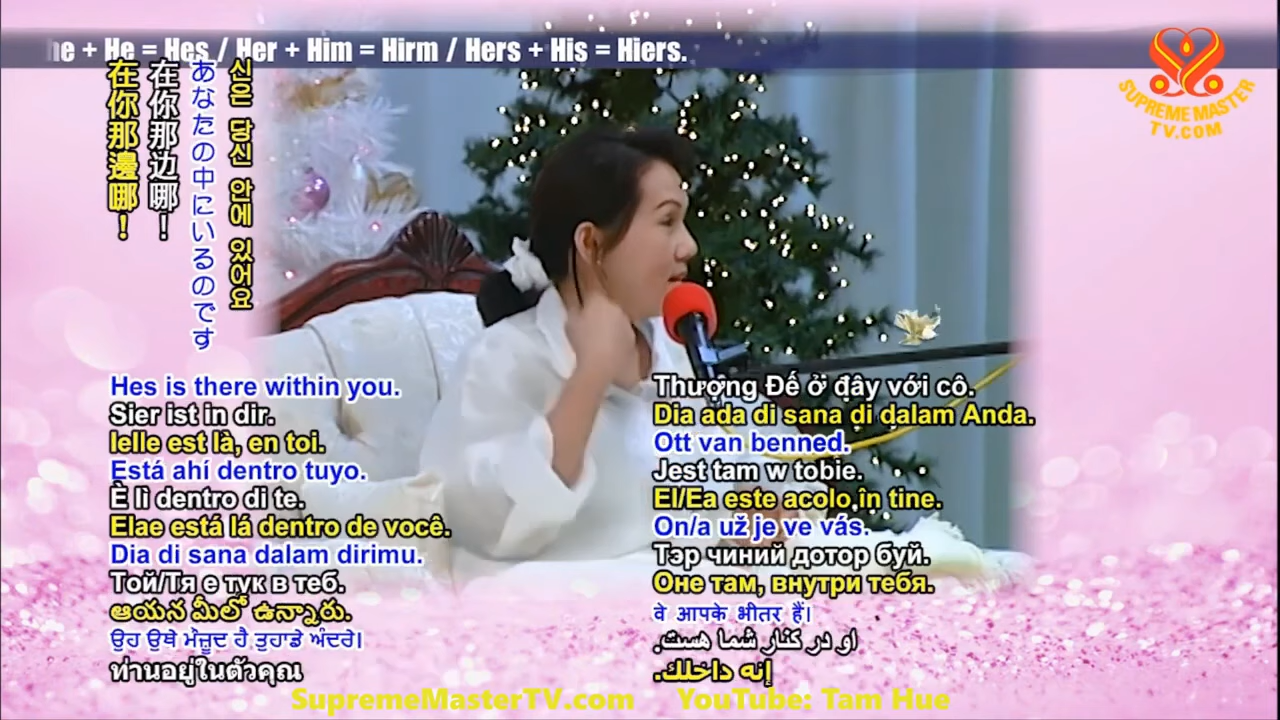 he + He = Hes / Her + Him = Hirm / Hers + His = Hiers.
SUPREME MASTER
TV.COM
신은 당신 안에 있어요
あなたの中にいるのです
在你那边哪！
在你那邊哪！
Hes is there within you.
Sier ist in dir.
Ielle est là, en toi.
Está ahí dentro tuyo.
È lì dentro di te.
Elae está lá dentro de você.
Dia di sana dalam dirimu.
Той/Тя е тук в теб.
ఆయన మీలో ఉన్నారు.
ਉਹ ਉਥੇ ਮੌਜੂਦ ਹੈ ਤੁਹਾਡੇ ਅੰਦਰੇ।
ท่านอยู่ในตัวคุณ
Thượng Đế ở đây với cô.
Dia ada di sana di dalam Anda.
Ott van benned.
Jest tam w tobie.
El/Ea este acolo în tine.
On/a už je ve vás.
Тэр чиний дотор буй.
Оне там, внутри тебя.
वे आपके भीतर हैं।
او در کنار شما هست.
إنه داخلك.
SupremeMasterTV.com YouTube: Tam Hue